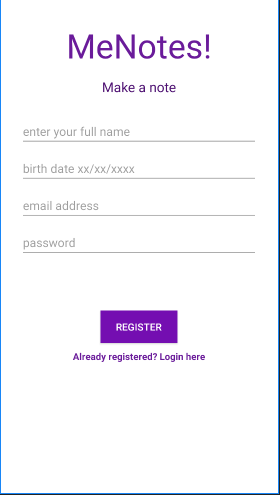 MeNotes!
Make a note
enter your full name
birth date xx/xx/xxxx
email address
password
REGISTER
Already registered? Login here